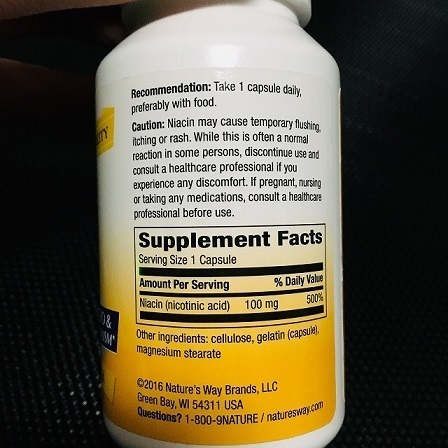 Recommendation: Take 1 capsule daily,
preferably with food.
Caution: Niacin may cause temporary flushing,
itching or rash. While this is often a normal
reaction in some persons, discontinue use and
consult a healthcare professional if you
experience any discomfort. If pregnant, nursing
or taking any medications, consult a healthcare
professional before use.
Supplement Facts
Serving Size 1 Capsule
Amount Per Serving % Daily Value
Niacin (nicotinic acid) 100 mg 500%
Other ingredients: cellulose, gelatin (capsule),
magnesium stearate
©2016 Nature's Way Brands, LLC
Green Bay, WI 54311 USA
Questions? 1-800-9NATURE / naturesway.com